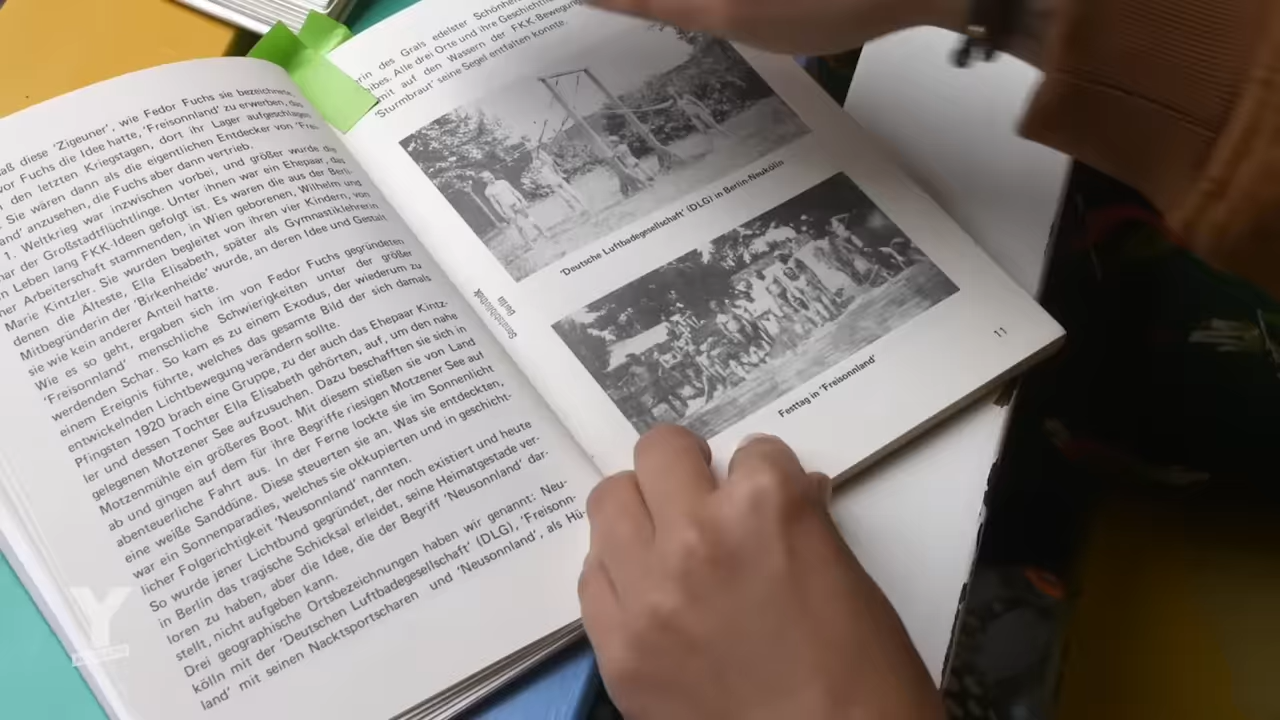 daß diese 'Zigeuner', wie Fedor Fuchs sie bezeichnete,
vor Fuchs die Idee hatte, 'Freisonnland' zu erwerben, da
den letzten Kriegstagen, dort ihr Lager aufgeschlagen
Sie wären dann als die eigentlichen Entdecker von 'Frei
land' anzusehen, die Fuchs aber dann vertrieb.
1. Weltkrieg war inzwischen vorbei, und größer wurde die
har der Großstadtflüchtlinge. Unter ihnen war ein Ehepaar, das
n Leben lang FKK-Ideen gefolgt ist. Es waren die aus der Berli
er Arbeiterschaft stammenden, in Wien geborenen, Wilhelm und
Marie Kintzler. Sie wurden begleitet von ihren vier Kindern, von
denen die Älteste, Ella Elisabeth, später als Gymnastiklehrerin
Mitbegründerin der 'Birkenheide' wurde, an deren Idee und Gestalt
sie wie kein anderer Anteil hatte.
Wie es so geht, ergaben sich im von Fedor Fuchs gegründeten
'Freisonnland' menschliche Schwierigkeiten unter der größer
werdenden Schar. So kam es zu einem Exodus, der wiederum zu
einem Ereignis führte, welches das gesamte Bild der sich damals
entwickelnden Lichtbewegung verändern sollte.
Pfingsten 1920 brach eine Gruppe, zu der auch das Ehepaar Kintz-
ler und dessen Tochter Ella Elisabeth gehörten, auf, um den nahe
gelegenen Motzener See aufzusuchen. Dazu beschafften sie sich in
Motzenmühle ein größeres Boot. Mit diesem stießen sie von Land
ab und gingen auf dem für ihre Begriffe riesigen Motzener See auf
abenteuerliche Fahrt aus. In der Ferne lockte sie im Sonnenlicht
eine weiße Sanddüne. Diese steuerten sie an. Was sie entdeckten,
war ein Sonnenparadies, welches sie okkupierten und in geschicht-
licher Folgerichtigkeit 'Neusonnland' nannten.
So wurde jener Lichtbund gegründet, der noch existiert und heute
in Berlin das tragische Schicksal erleidet, seine Heimatgestade ver-
loren zu haben, aber die Idee, die der Begriff 'Neusonnland' dar-
stellt, nicht aufgeben kann.
Drei geographische Ortsbezeichnungen haben wir genannt: Neu-
kölln mit der 'Deutschen Luftbadegesellschaft' (DLG), 'Freisonn-
land' mit seinen Nacktsportscharen und 'Neusonnland', als Hü-
rin des Grals edelster Schönheit
ibes. Alle drei Orte und ihre Geschichte
mit auf den Wassern der FKK-Bewegung
'Sturmbraut' seine Segel entfalten konnte.
'Deutsche Luftbadegesellschaft' (DLG) in Berlin-Neukölln
Staatsbibliothek
Berlin
Festtag in 'Freisonnland'
11
Y